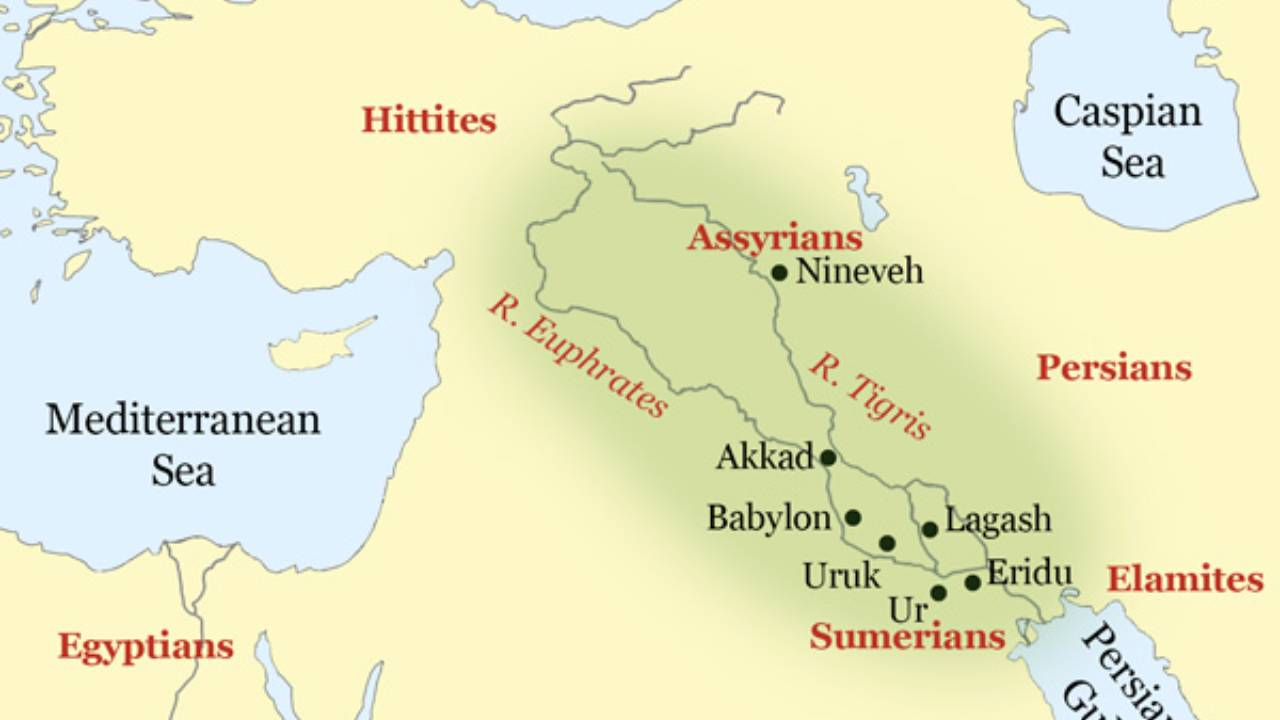 Hittites
Caspian
Sea
Assyrians
Nineveh
R. Euphrates
R. Tigris
Persians
Mediterranean
Sea
Akkad
Babylon
Lagash
Uruk
Eridu
Elamites
Ur
Egyptians
Sumerians